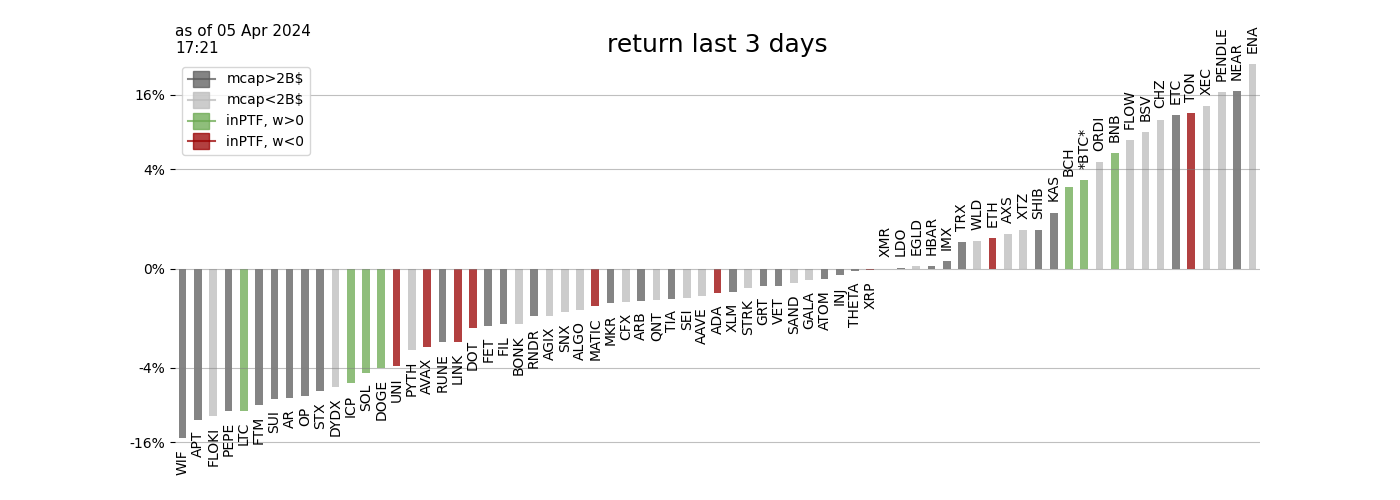 as of 05 Apr 2024
17:21
return last 3 days
mcap>2B$
mcap<2B$
inPTF, w>0
inPTF, w<0
16%
4%
0%
-4%
-16%
WIF
APT
FLOKI
PEPE
LTC
FTM
SUI
AR
OP
STX
DYDX
ICP
SOL
DOGE
UNI
PYTH
AVAX
RUNE
LINK
DOT
FET
FIL
BONK
RNDR
AGIX
SNX
ALGO
MATIC
MKR
CFX
ARB
QNT
TIA
SEI
AAVE
ADA
XLM
STRK
GRT
VET
SAND
GALA
ATOM
INJ
THETA
XRP
XMR
LDO
EGLD
HBAR
IMX
TRX
WLD
ETH
AXS
XTZ
SHIB
KAS
BCH
*BTC*
ORDI
BNB
FLOW
BSV
CHZ
ETC
TON
XEC
PENDLE
NEAR
ENA